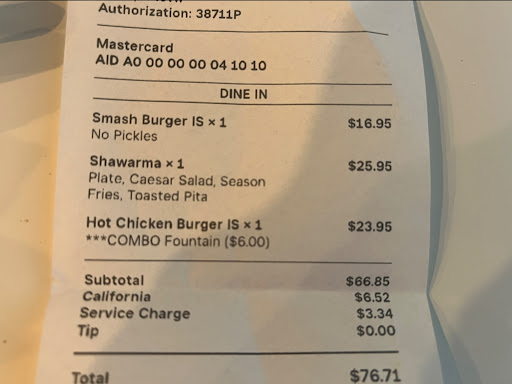 Authorization: 38711P
Mastercard
AID A0 00 00 00 04 10 10
DINE IN
Smash Burger IS × 1 $16.95
No Pickles
Shawarma × 1 $25.95
Plate, Caesar Salad, Season
Fries, Toasted Pita
Hot Chicken Burger IS × 1 $23.95
***COMBO Fountain ($6.00)
Subtotal $66.85
California $6.52
Service Charge $3.34
Tip $0.00
Total $76.71